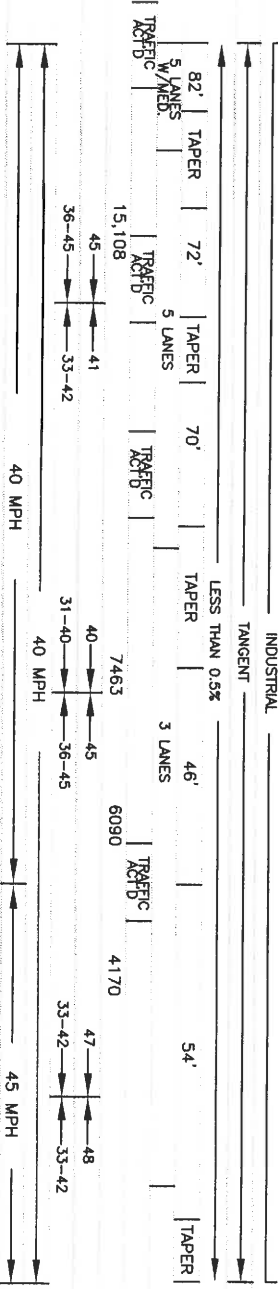 INDUSTRIAL
TANGENT
LESS THAN 0.5%
82' TAPER 72' TAPER 70' TAPER 46' 54' TAPER
5 LANES W/MED. 5 LANES 3 LANES
TRAFFIC ACT'D TRAFFIC ACT'D TRAFFIC ACT'D TRAFFIC ACT'D
15,108 7463 6090 4170
45 41 40 45 47 48
36-45 33-42 31-40 36-45 33-42 33-42
40 MPH
40 MPH 45 MPH